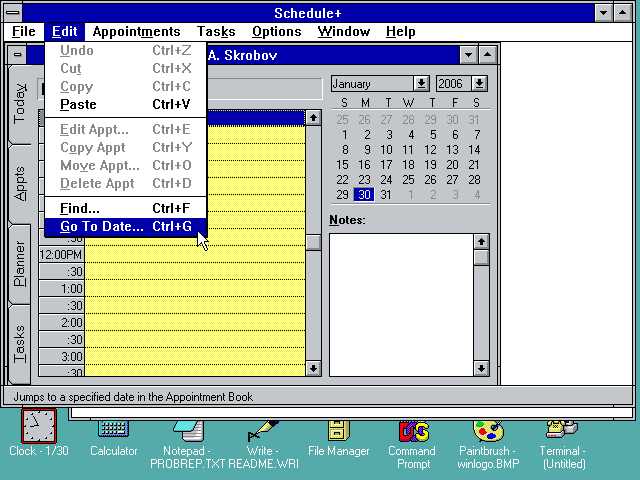 Schedule+
File Edit Appointments Tasks Options Window Help
A. Skrobov
Undo Ctrl+Z
Cut Ctrl+X
Copy Ctrl+C
Paste Ctrl+V
Edit Appt... Ctrl+E
Copy Appt Ctrl+Y
Move Appt... Ctrl+O
Delete Appt Ctrl+D
Find... Ctrl+F
Go To Date... Ctrl+G
Today
Appts
Planner
Tasks
:30
12:00PM
:30
1:00
:30
2:00
:30
3:00
:30
January 2006
S M T W T F S
25 26 27 28 29 30 31
1 2 3 4 5 6 7
8 9 10 11 12 13 14
15 16 17 18 19 20 21
22 23 24 25 26 27 28
29 30 31 1 2 3 4
Notes:
Jumps to a specified date in the Appointment Book
Clock - 1/30
Calculator
Notepad -
PROBREP.TXT
Write -
README.WRI
File Manager
Command
Prompt
Paintbrush -
winlogo.BMP
Terminal -
(Untitled)